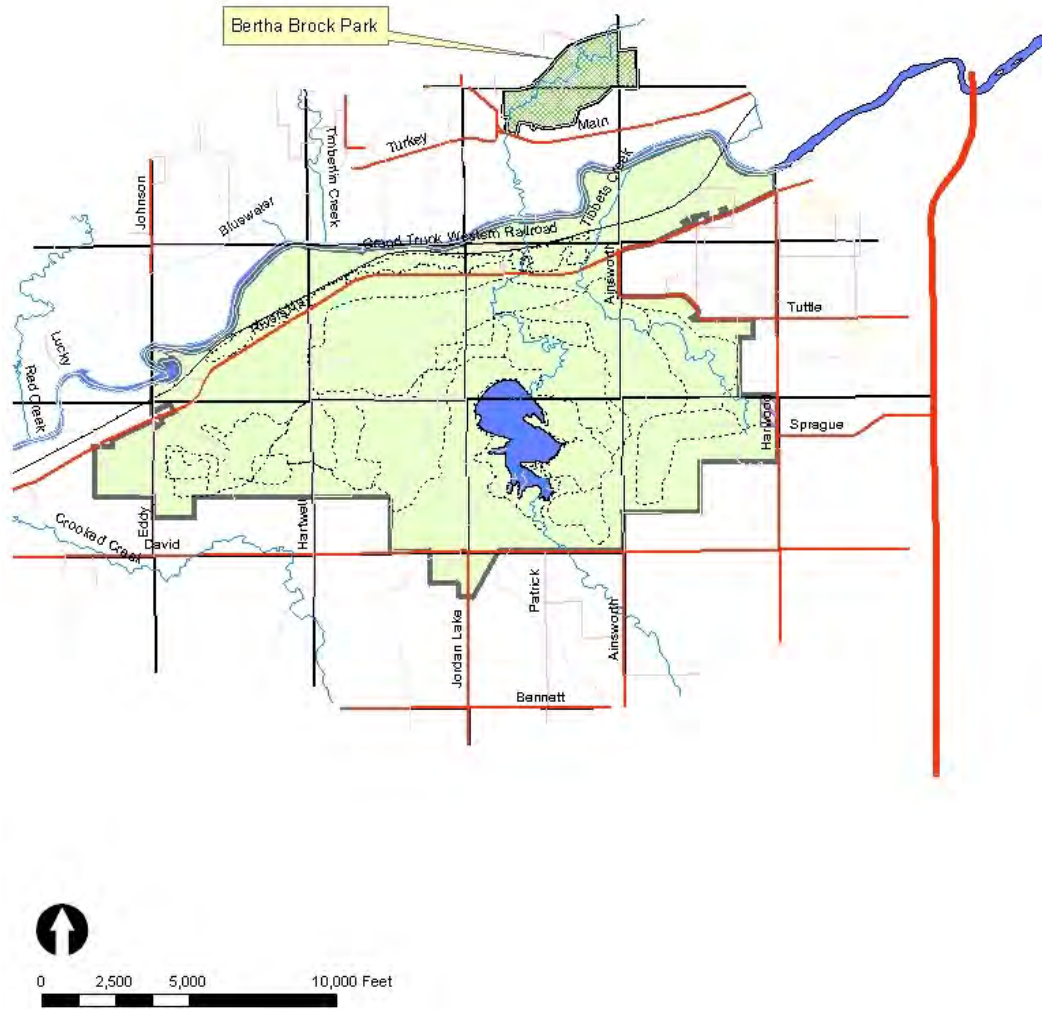 Bertha Brock Park
Main
Turkey
Timberlin Creek
Johnson
Bluewater
Tibbets Creek
Grand Trunk Western Railroad
Ainsworth
Tuttle
Lucky
Red Creek
Harwood
Sprague
Eddy
Hartwell
Crooked Creek
David
Patrick
Jordan Lake
Ainsworth
Bennett
0 2,500 5,000 10,000 Feet